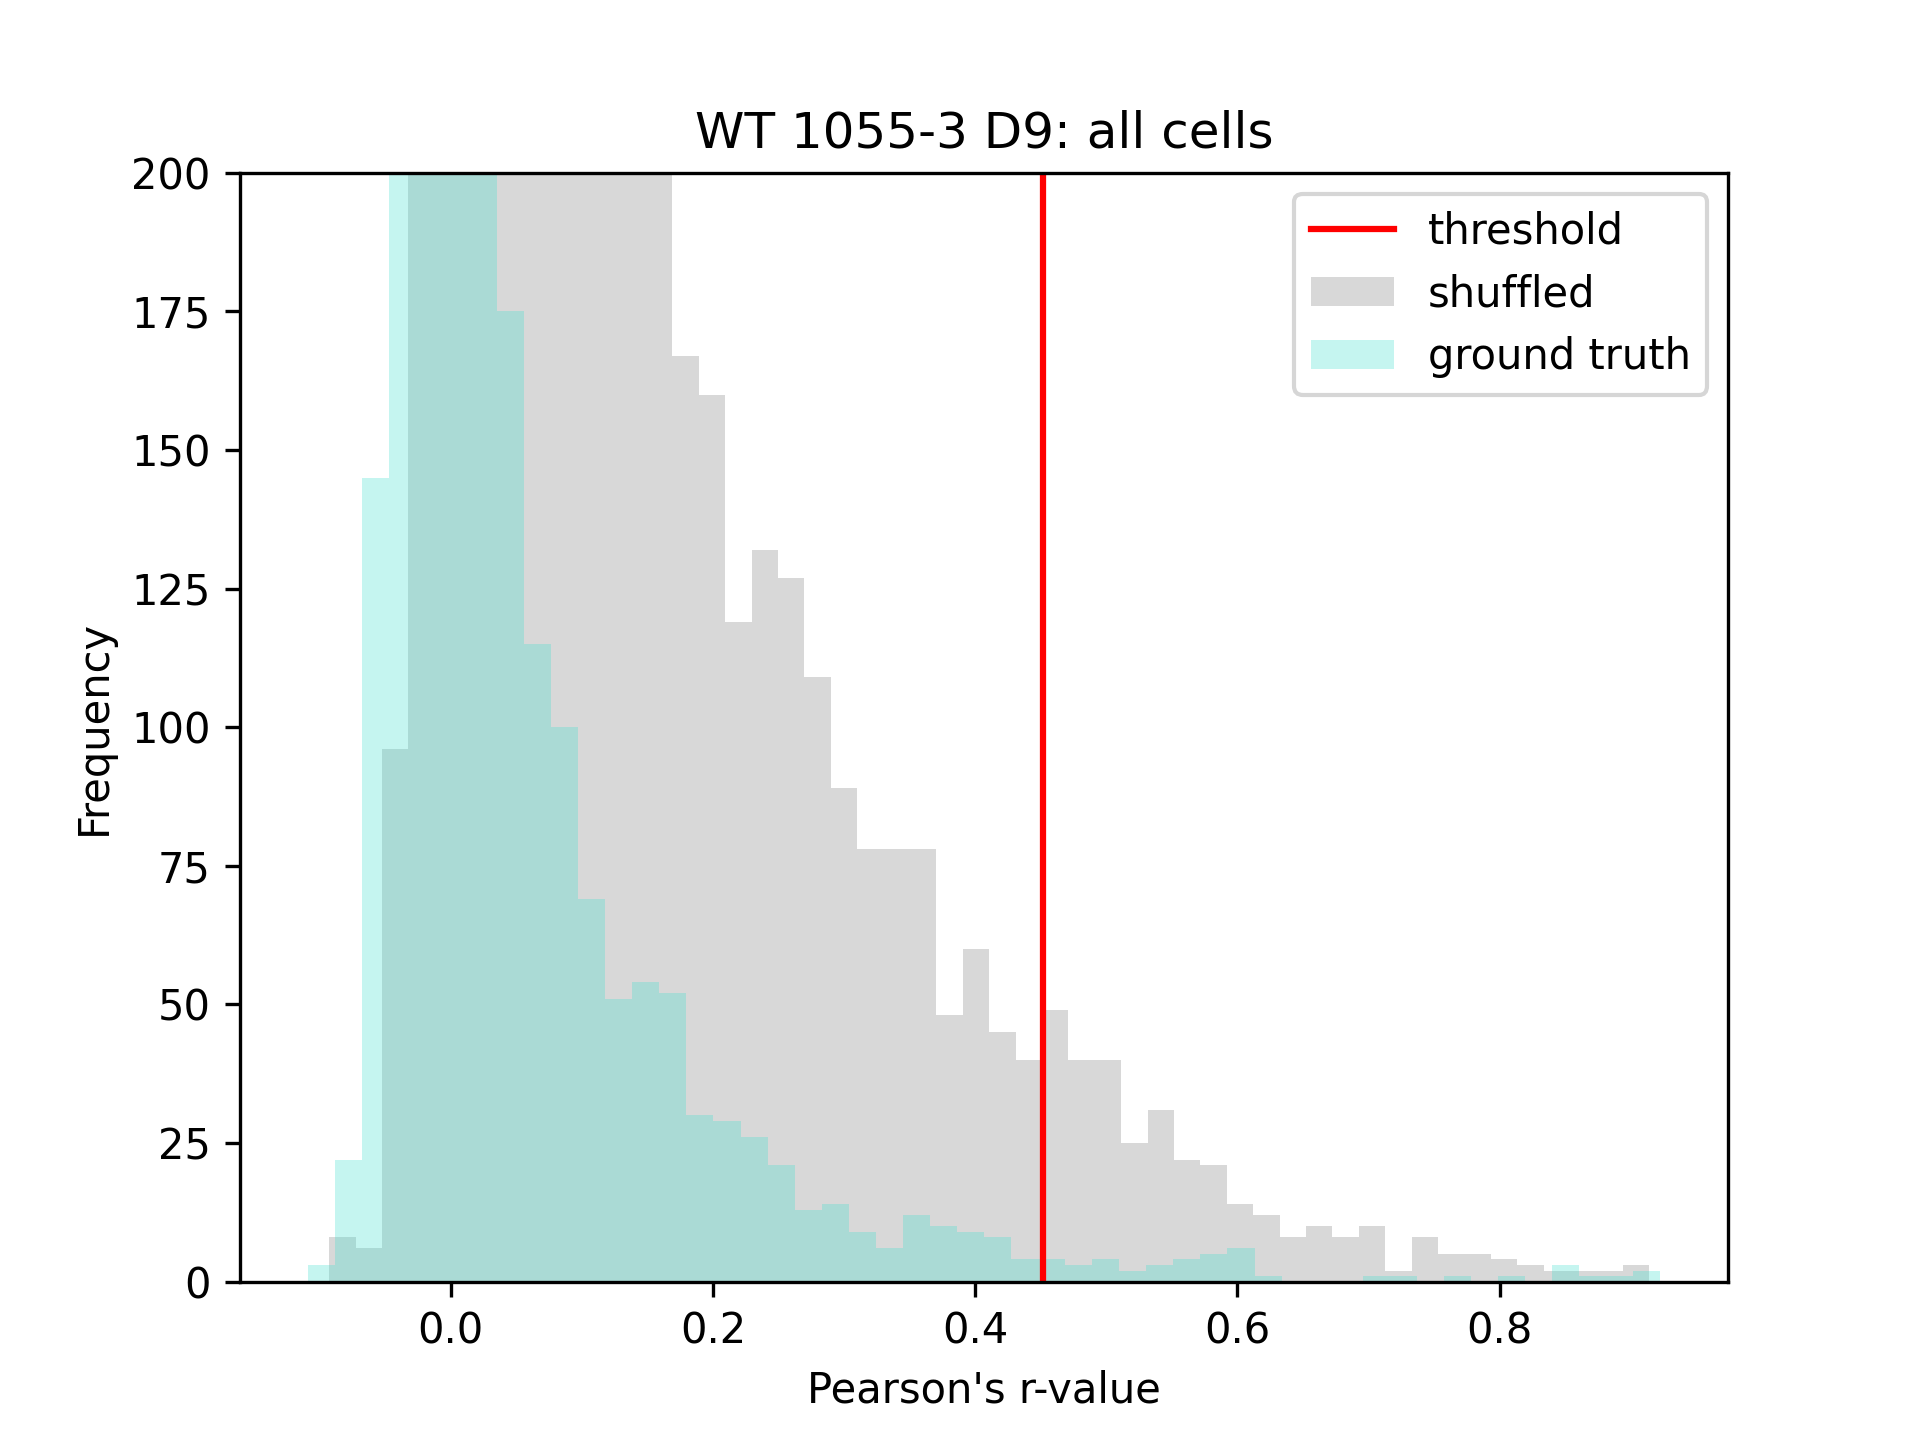 WT 1055-3 D9: all cells
200
175
150
125
100
75
50
25
0
Frequency
threshold
shuffled
ground truth
0.0 0.2 0.4 0.6 0.8
Pearson's r-value